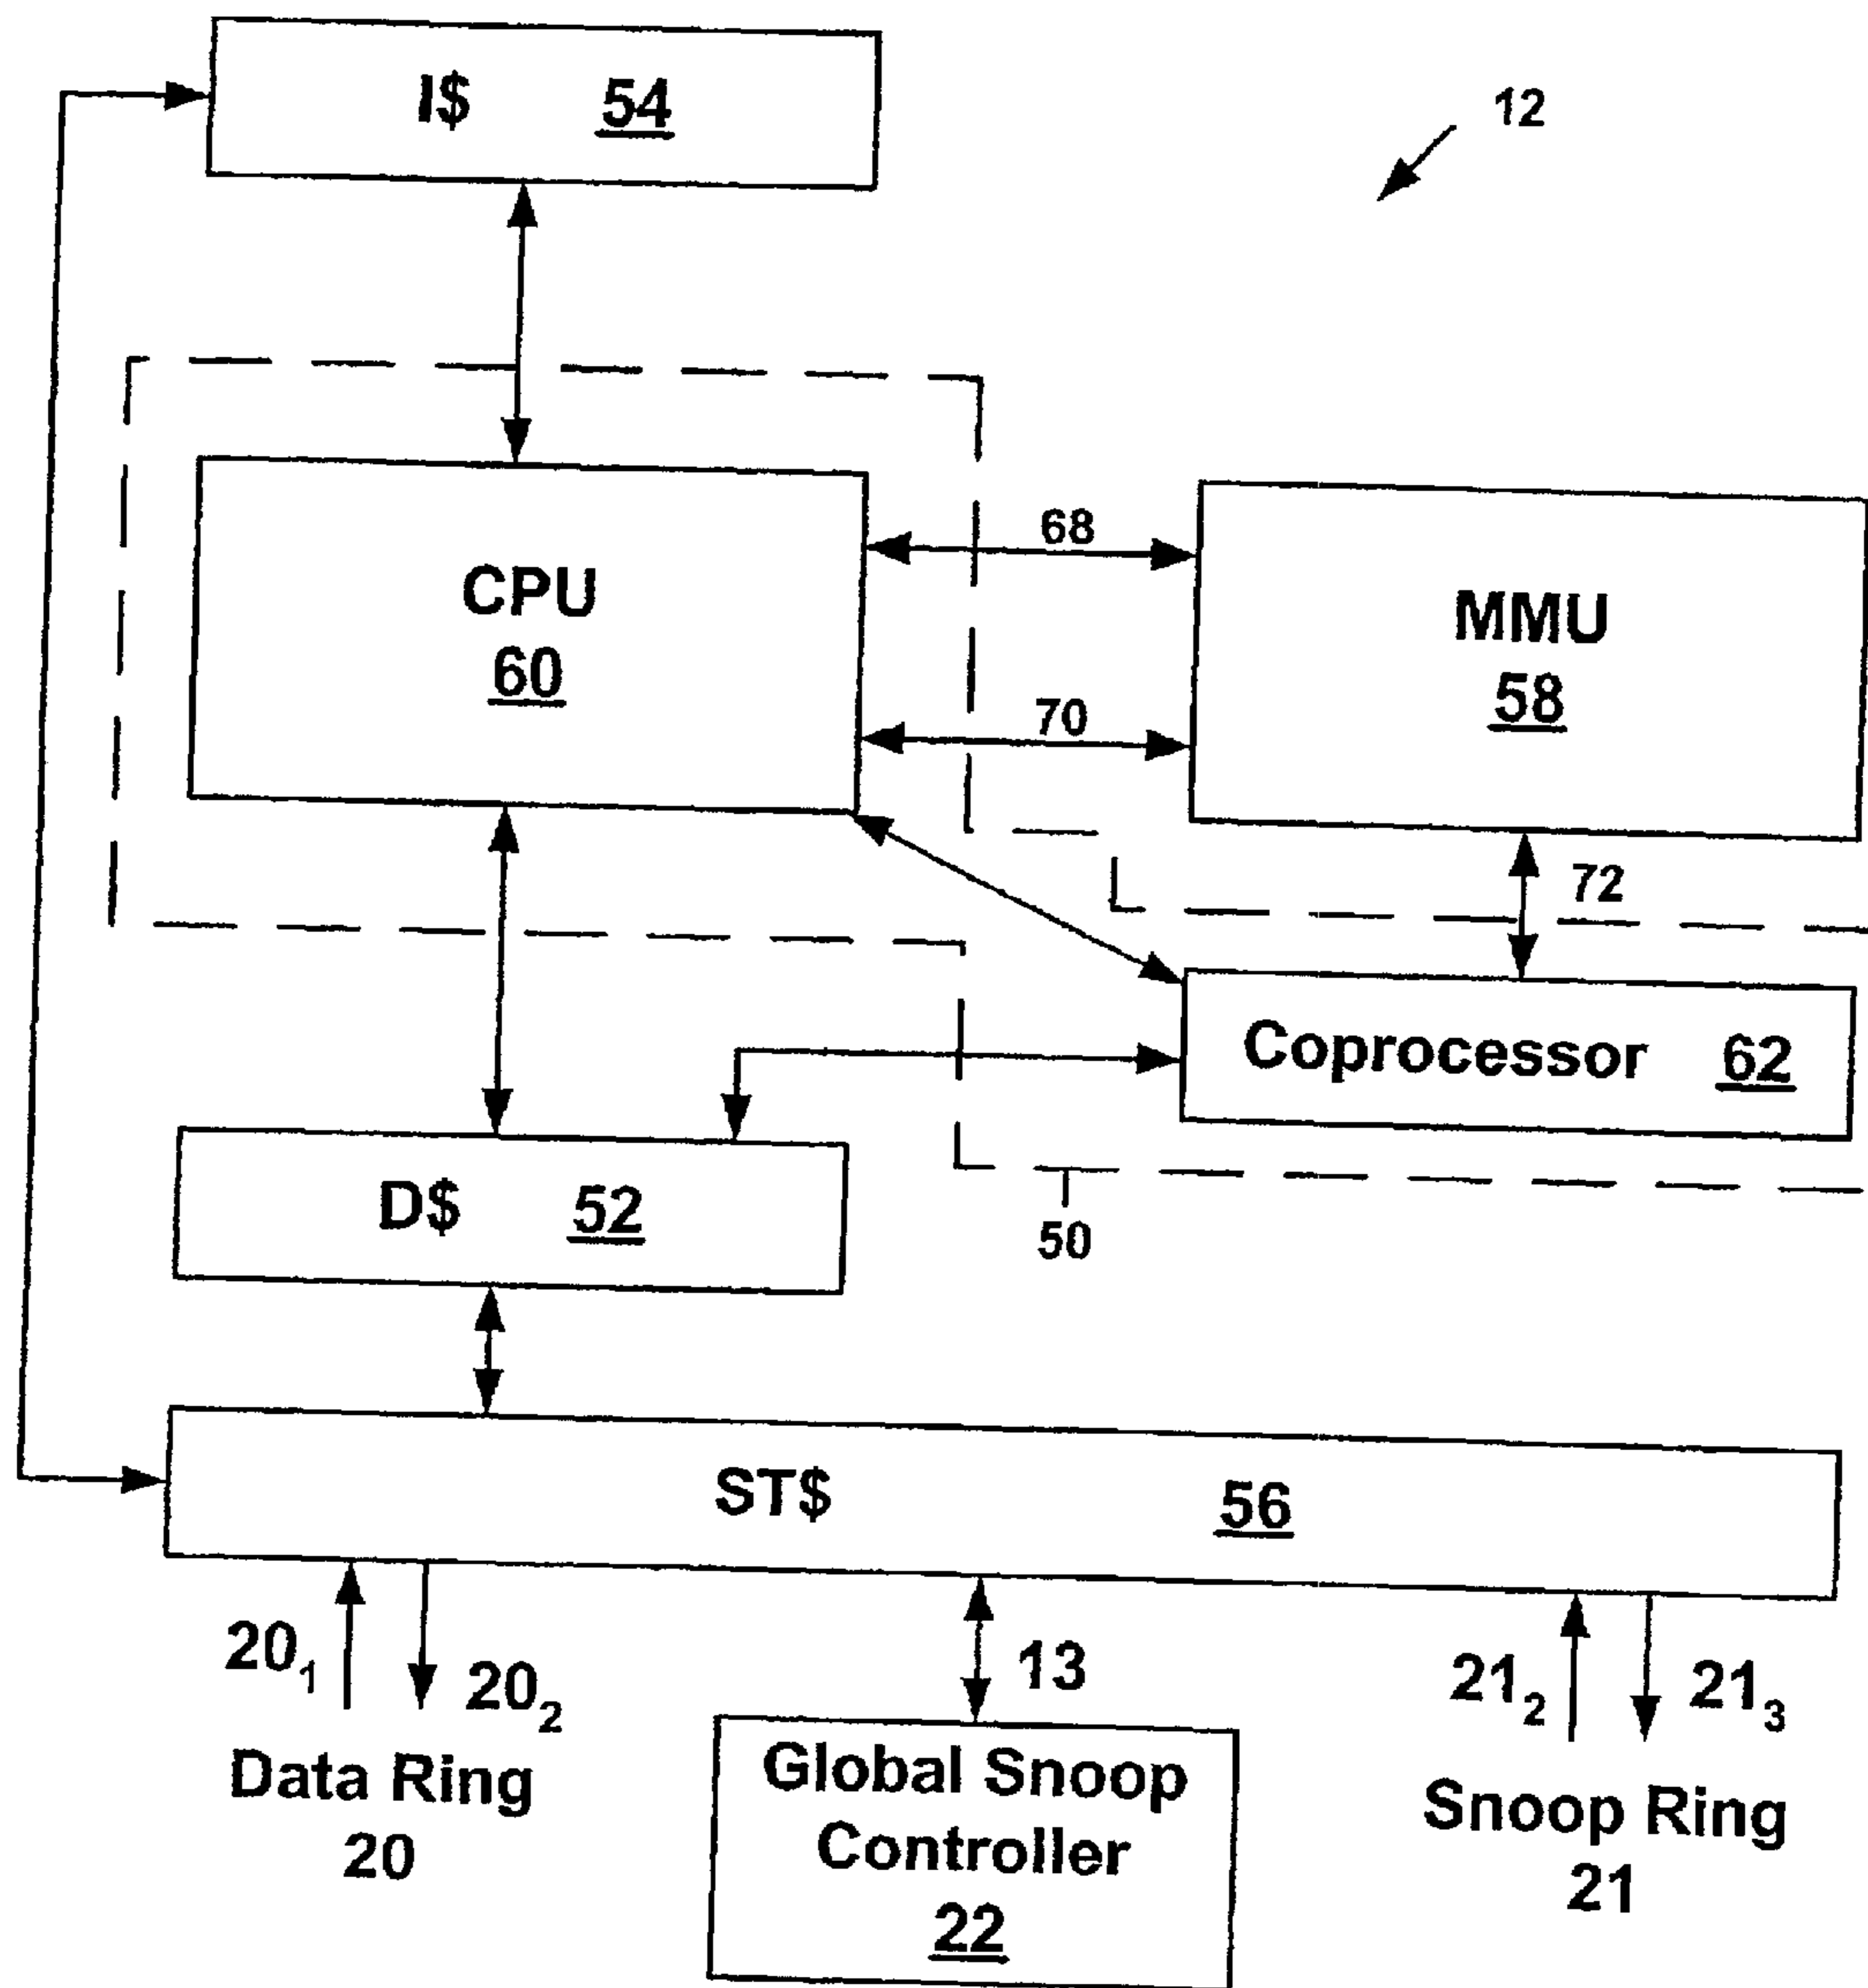 I$ 54
12
CPU
60
68
70
MMU
58
72
Coprocessor 62
D$ 52
50
ST$ 56
20₁
20₂
13
21₂
21₃
Data Ring
20
Global Snoop
Controller
22
Snoop Ring
21